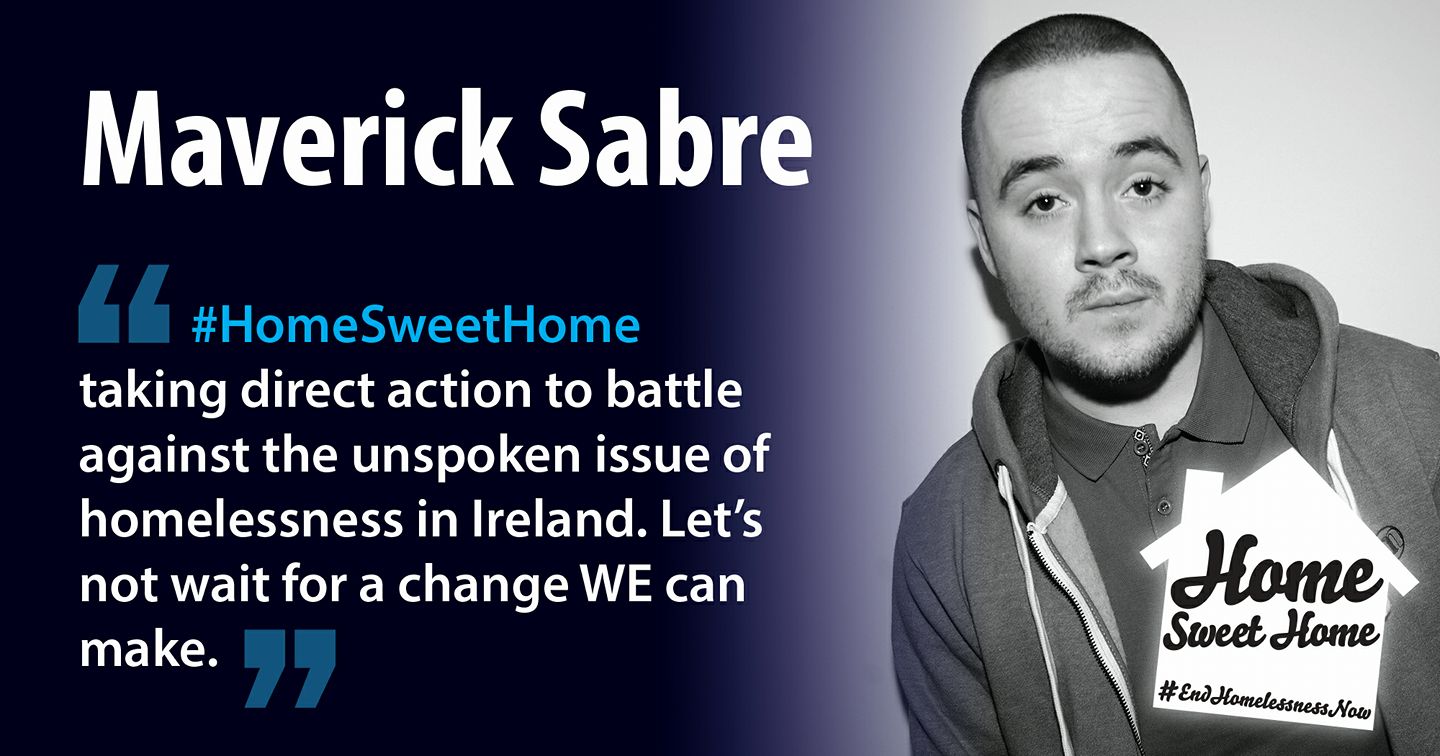 Maverick Sabre
“ #HomeSweetHome
taking direct action to battle
against the unspoken issue of
homelessness in Ireland. Let’s
not wait for a change WE can
make. ”
Home
Sweet Home
#EndHomelessnessNow